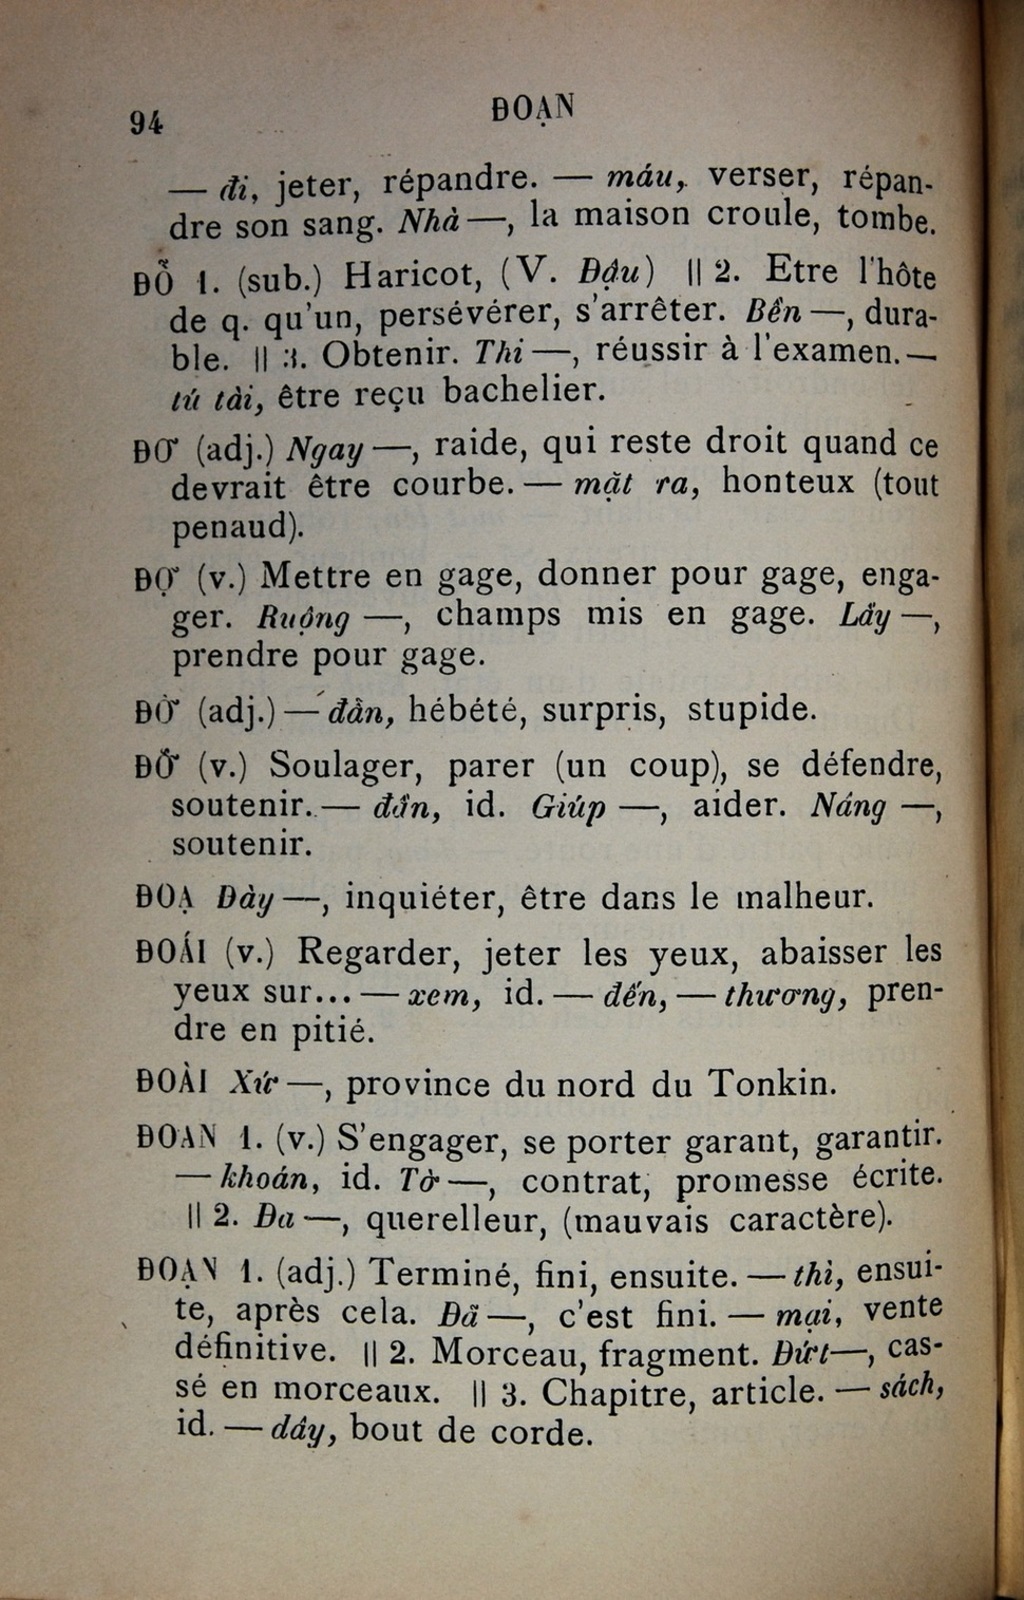 94
ĐOẠN
— đi, jeter, répandre. — máu, verser, répan-
dre son sang. Nhà —, la maison croule, tombe.
ĐỖ 1. (sub.) Haricot, (V. Đậu) || 2. Etre l'hôte
de q. qu'un, persévérer, s'arrêter. Bền —, dura-
ble. || 3. Obtenir. Thi —, réussir à l'examen. —
tú tài, être reçu bachelier.
ĐƠ (adj.) Ngay —, raide, qui reste droit quand ce
devrait être courbe. — mặt ra, honteux (tout
penaud).
ĐỢ (v.) Mettre en gage, donner pour gage, enga-
ger. Ruộng —, champs mis en gage. Lấy —,
prendre pour gage.
ĐỜ (adj.) — đần, hébété, surpris, stupide.
ĐỠ (v.) Soulager, parer (un coup), se défendre,
soutenir. — đần, id. Giúp —, aider. Náng —,
soutenir.
ĐOẠ Đày —, inquiéter, être dans le malheur.
ĐOÁI (v.) Regarder, jeter les yeux, abaisser les
yeux sur... — xem, id. — đến, — thương, pren-
dre en pitié.
ĐOÀI Xứ —, province du nord du Tonkin.
ĐOAN 1. (v.) S'engager, se porter garant, garantir.
— khoán, id. Tờ —, contrat, promesse écrite.
|| 2. Đa —, querelleur, (mauvais caractère).
ĐOẠN 1. (adj.) Terminé, fini, ensuite. — thì, ensui-
te, après cela. Đã —, c'est fini. — mại, vente
définitive. || 2. Morceau, fragment. Đứt —, cas-
sé en morceaux. || 3. Chapitre, article. — sách,
id. — dây, bout de corde.